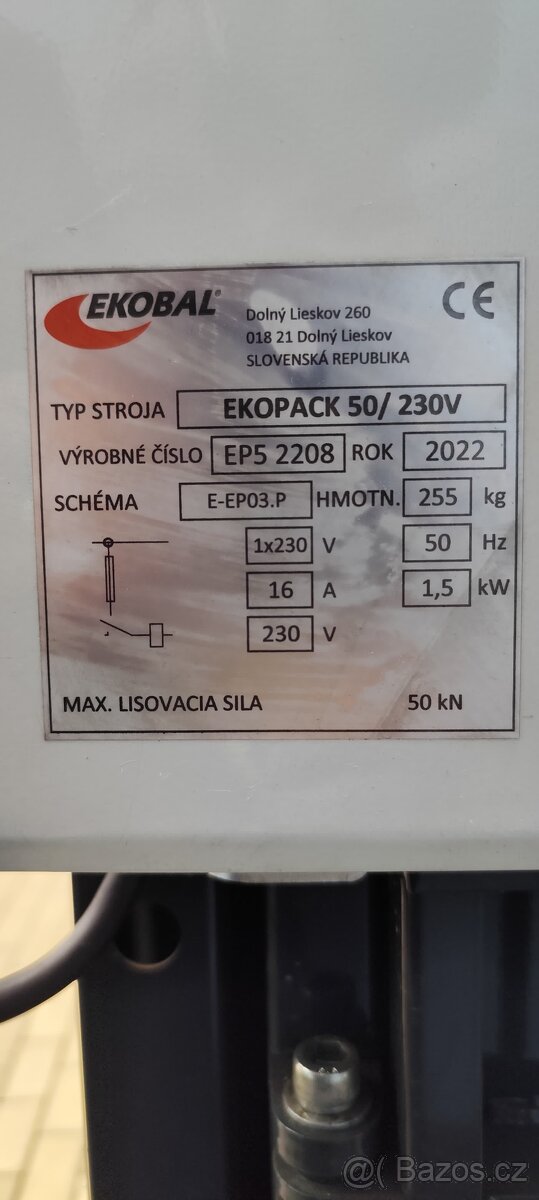 EKOBAL®
Dolný Lieskov 260
018 21 Dolný Lieskov
SLOVENSKÁ REPUBLIKA
CE
TYP STROJA EKOPACK 50/ 230V
VÝROBNÉ ČÍSLO EP5 2208 ROK 2022
SCHÉMA E-EP03.P HMOTN. 255 kg
1x230 V 50 Hz
16 A 1,5 kW
230 V
MAX. LISOVACIA SILA 50 kN
@( Bazos.cz